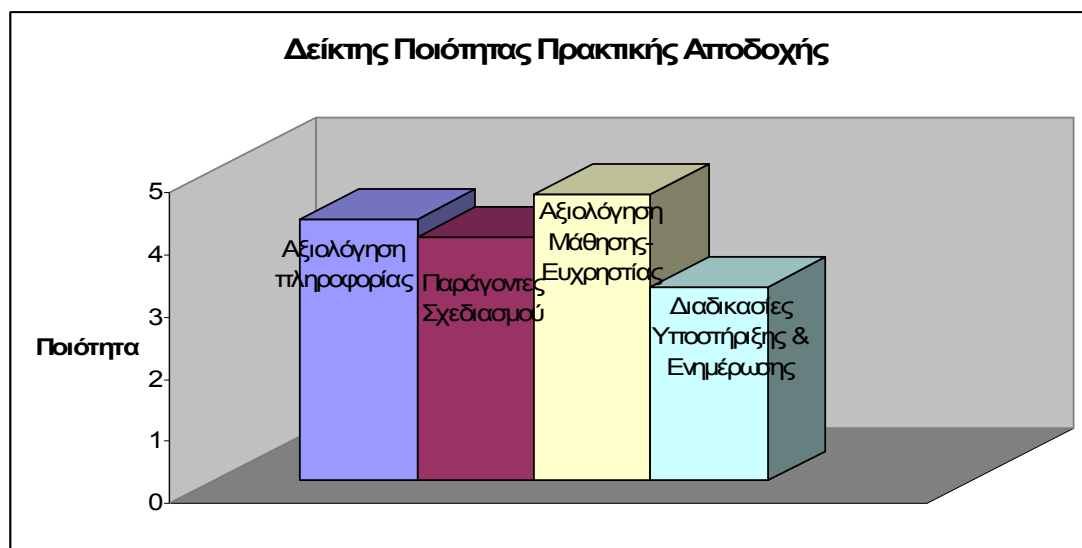 Δείκτης Ποιότητας Πρακτικής Αποδοχής
5
4
3
2
1
0
Ποιότητα
Αξιολόγηση
πληροφορίας
Παράγοντες
Σχεδιασμού
Αξιολόγηση
Μάθησης-
Ευχρηστίας
Διαδικασίες
Υποστήριξης &
Ενημέρωσης